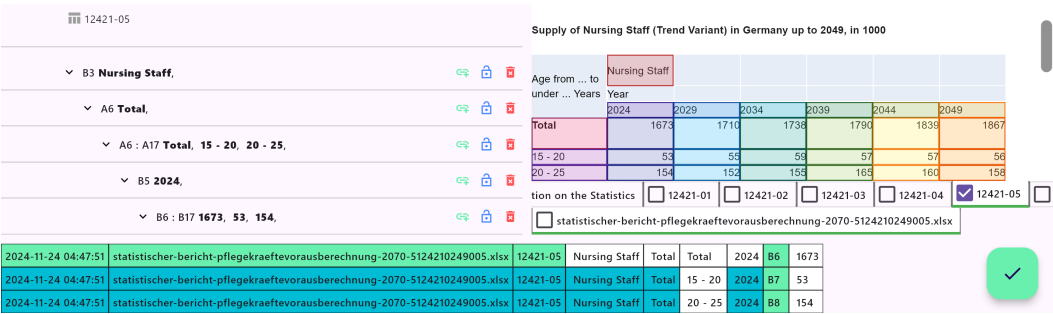 12421-05
B3 Nursing Staff,
A6 Total,
A6 : A17 Total, 15 - 20, 20 - 25,
B5 2024,
B6 : B17 1673, 53, 154,
Supply of Nursing Staff (Trend Variant) in Germany up to 2049, in 1000
Age from ... to under ... Years
Nursing Staff
Year
2024 2029 2034 2039 2044 2049
Total 1673 1710 1738 1790 1839 1867
15 - 20 53 55 59 57 57 56
20 - 25 154 152 155 165 160 158
tion on the Statistics 12421-01 12421-02 12421-03 12421-04 12421-05
statistischer-bericht-pflegekraeftevorausberechnung-2070-5124210249005.xlsx
2024-11-24 04:47:51 statistischer-bericht-pflegekraeftevorausberechnung-2070-5124210249005.xlsx 12421-05 Nursing Staff Total Total 2024 B6 1673
2024-11-24 04:47:51 statistischer-bericht-pflegekraeftevorausberechnung-2070-5124210249005.xlsx 12421-05 Nursing Staff Total 15 - 20 2024 B7 53
2024-11-24 04:47:51 statistischer-bericht-pflegekraeftevorausberechnung-2070-5124210249005.xlsx 12421-05 Nursing Staff Total 20 - 25 2024 B8 154